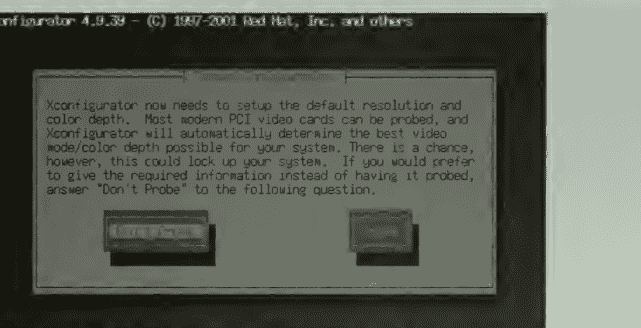 onfigurator 4.9.39 - (C) 1997-2001 Red Hat, Inc. and others
Xconfigurator now needs to setup the default resolution and
color depth. Most modern PCI video cards can be probed, and
Xconfigurator will automatically determine the best video
mode/color depth possible for your system. There is a chance,
however, this could lock up your system. If you would prefer
to give the required information instead of having it probed,
answer "Don't Probe" to the following question.